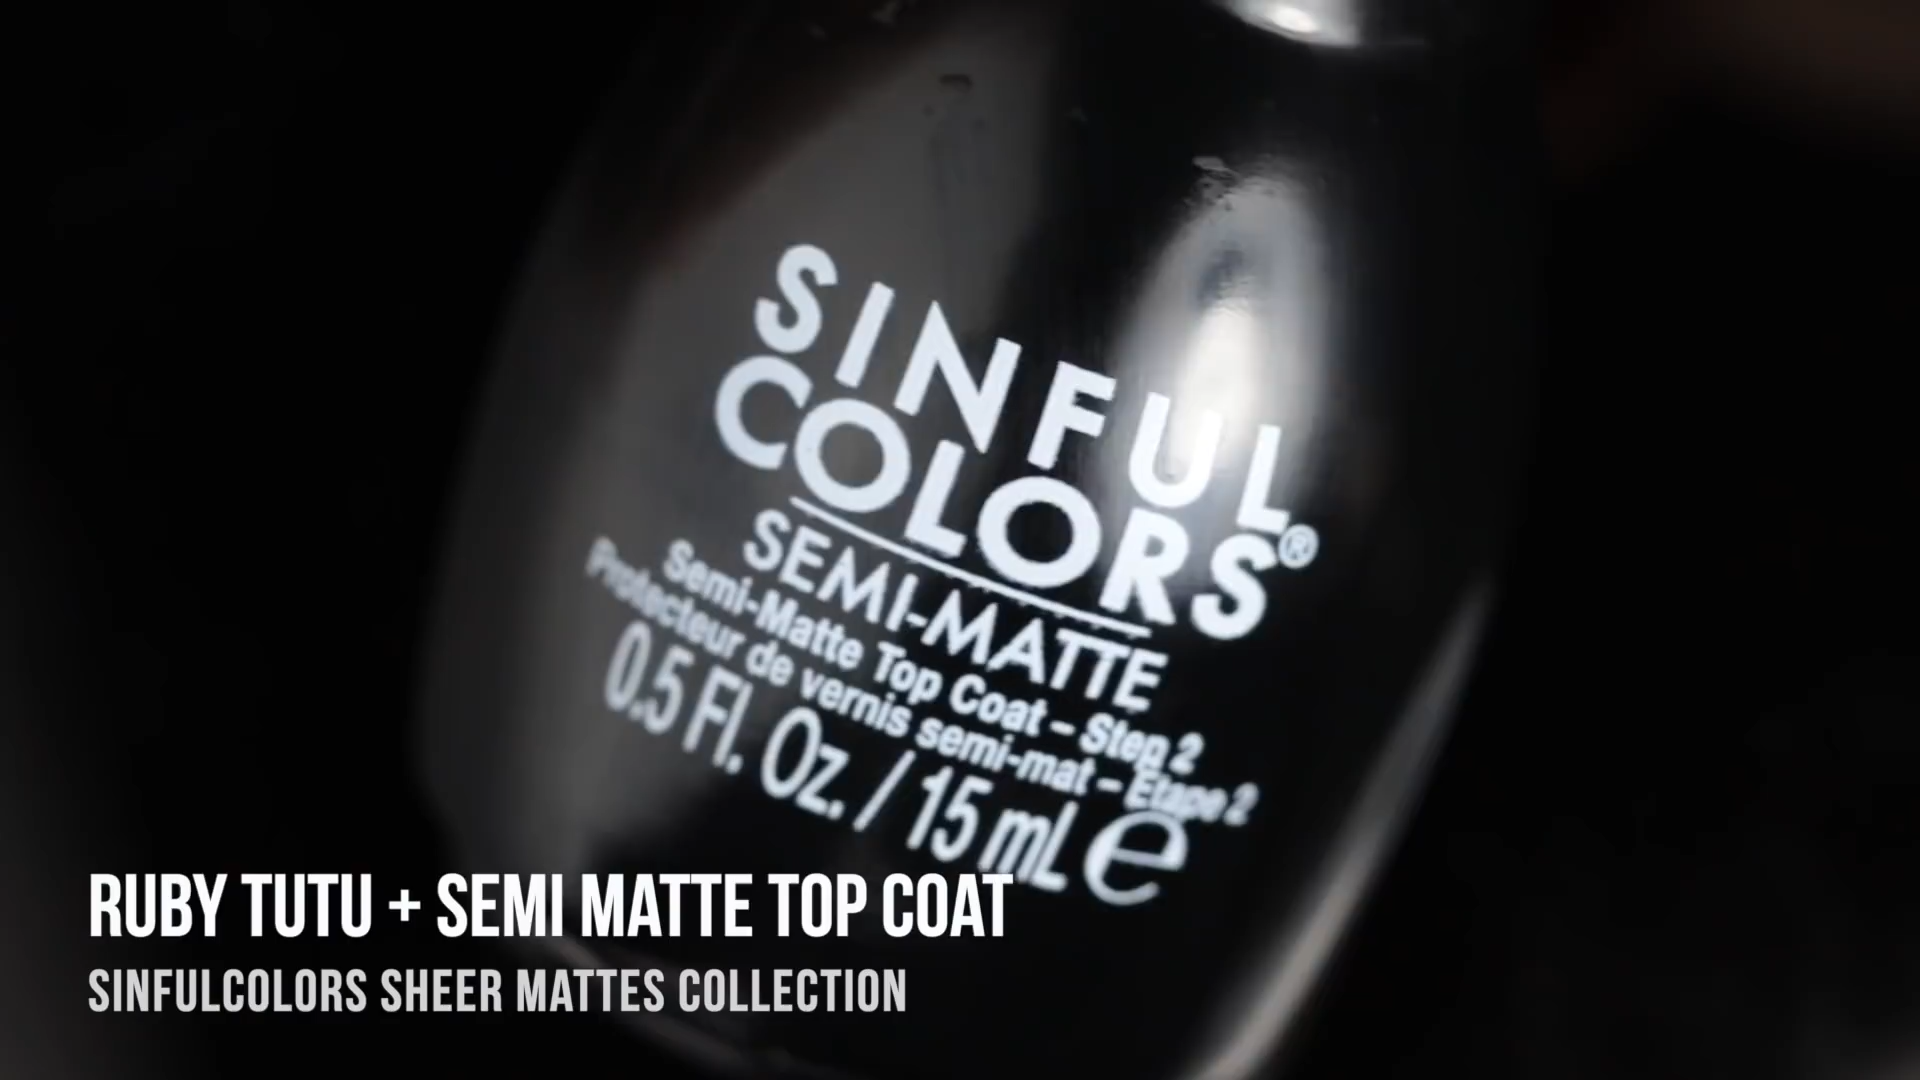 SINFUL
COLORS®
SEMI-MATTE
Semi-Matte Top Coat – Step 2
Protecteur de vernis semi-mat – Étape 2
0.5 Fl. Oz. / 15 mL e
RUBY TUTU + SEMI MATTE TOP COAT
SINFULCOLORS SHEER MATTES COLLECTION